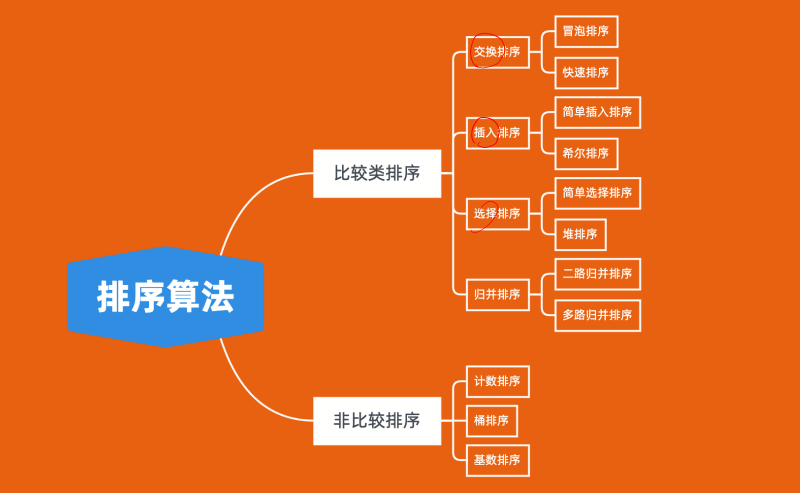 排序算法
比较类排序
交换排序
冒泡排序
快速排序
插入排序
简单插入排序
希尔排序
选择排序
简单选择排序
堆排序
归并排序
二路归并排序
多路归并排序
非比较排序
计数排序
桶排序
基数排序